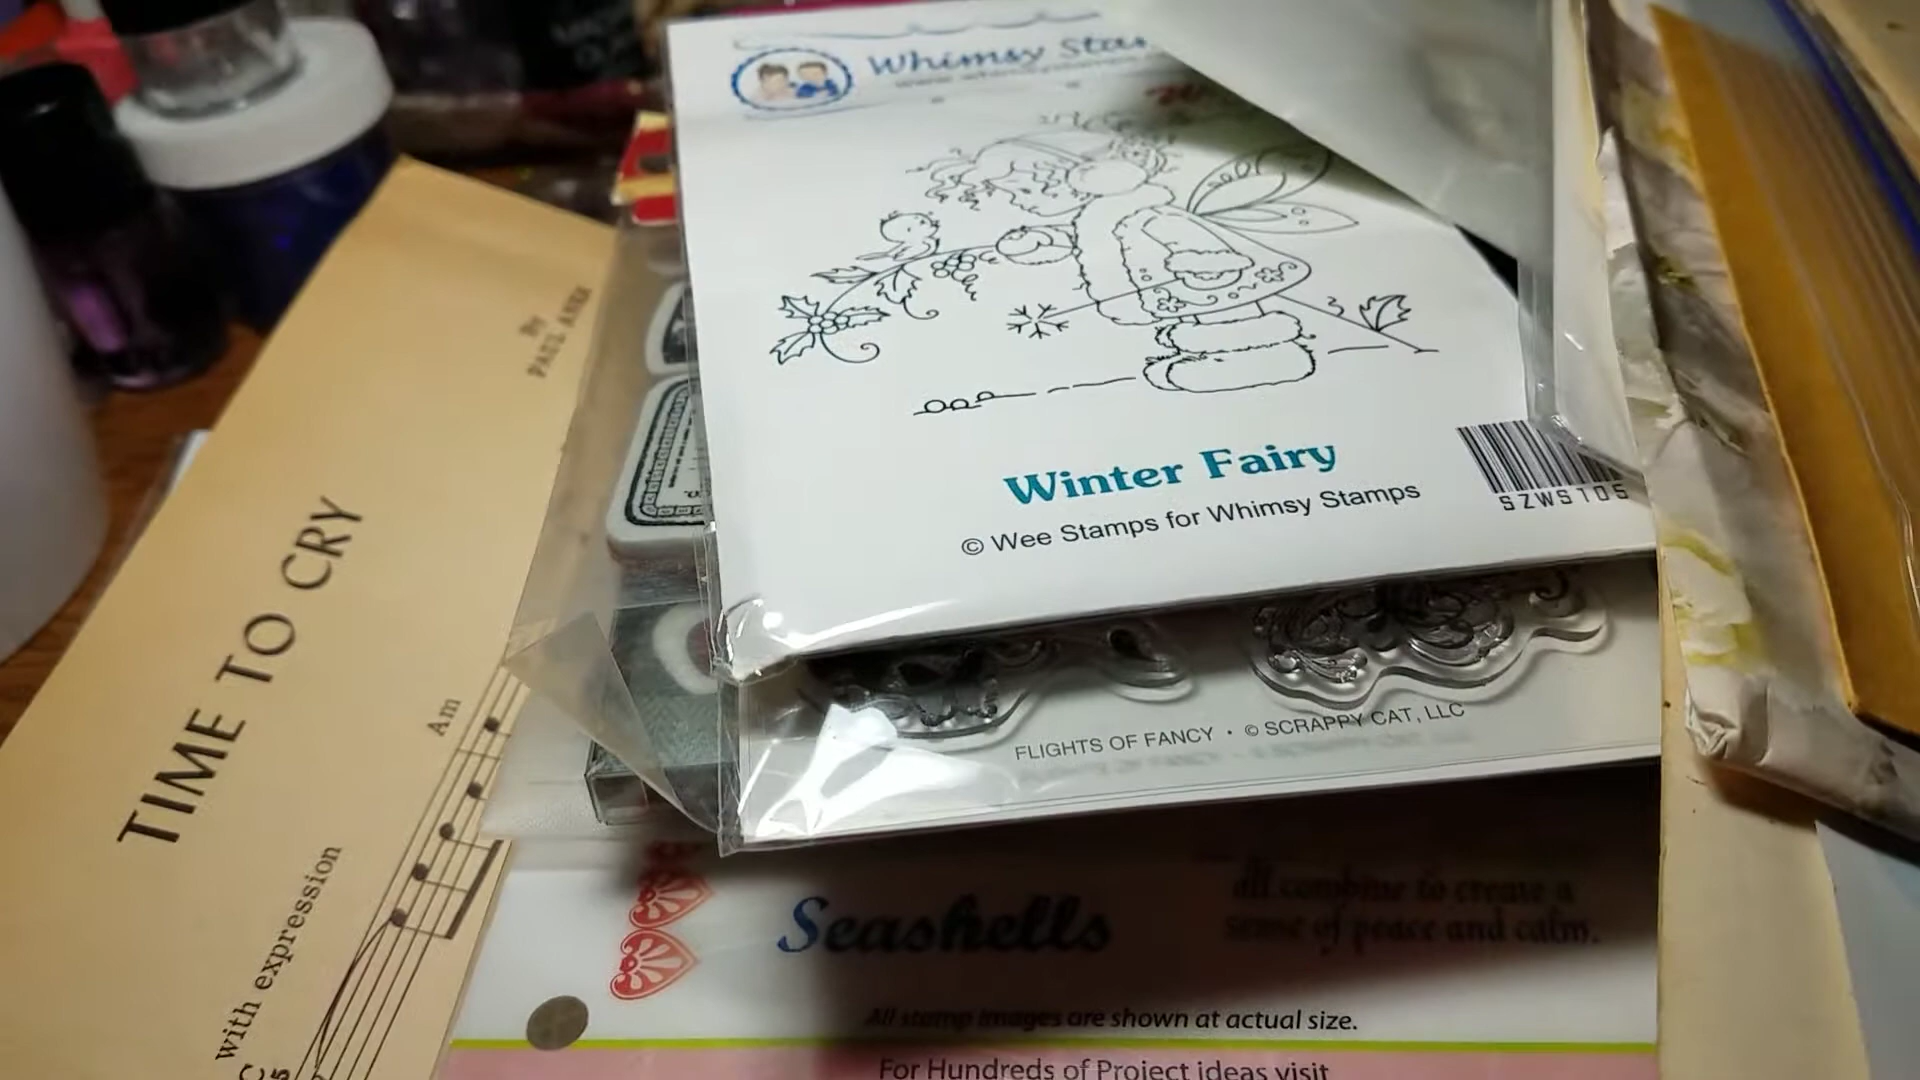 Whimsy
Winter Fairy
© Wee Stamps for Whimsy Stamps
SZWS105
FLIGHTS OF FANCY · © SCRAPPY CAT, LLC
Seashells
all combine to create a
sense of peace and calm.
All stamp images are shown at actual size.
For Hundreds of Project ideas visit
By
PAUL ANKA
TIME TO CRY
Am
with expression
C